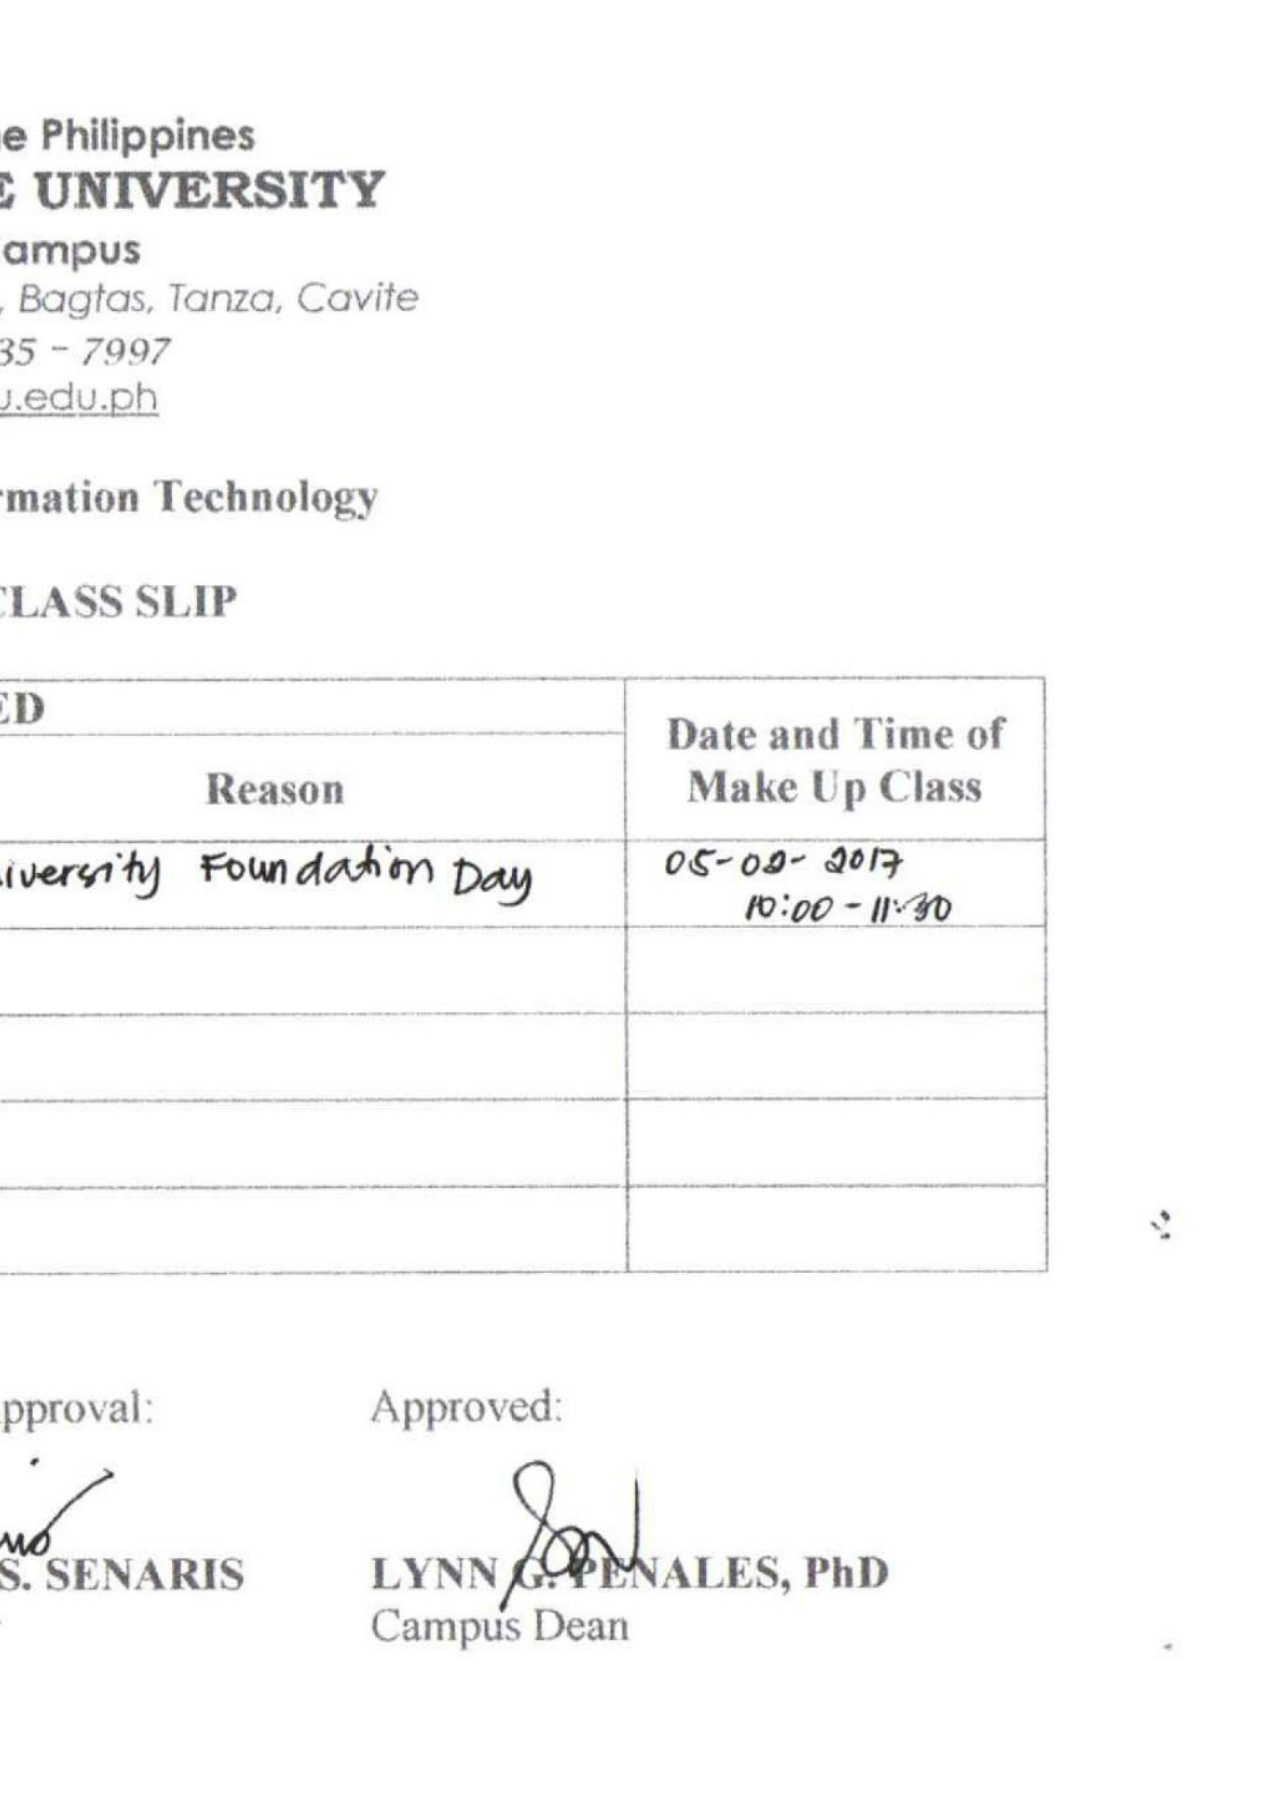 e Philippines
E UNIVERSITY
ampus
, Bagtas, Tanza, Cavite
35 – 7997
u.edu.ph
rmation Technology
CLASS SLIP
ED
Date and Time of
Make Up Class
Reason
iversity Foundation Day
05-02-2017
10:00 - 11:30
pproval:
Approved:
S. SENARIS
LYNN G. PENALES, PhD
Campus Dean